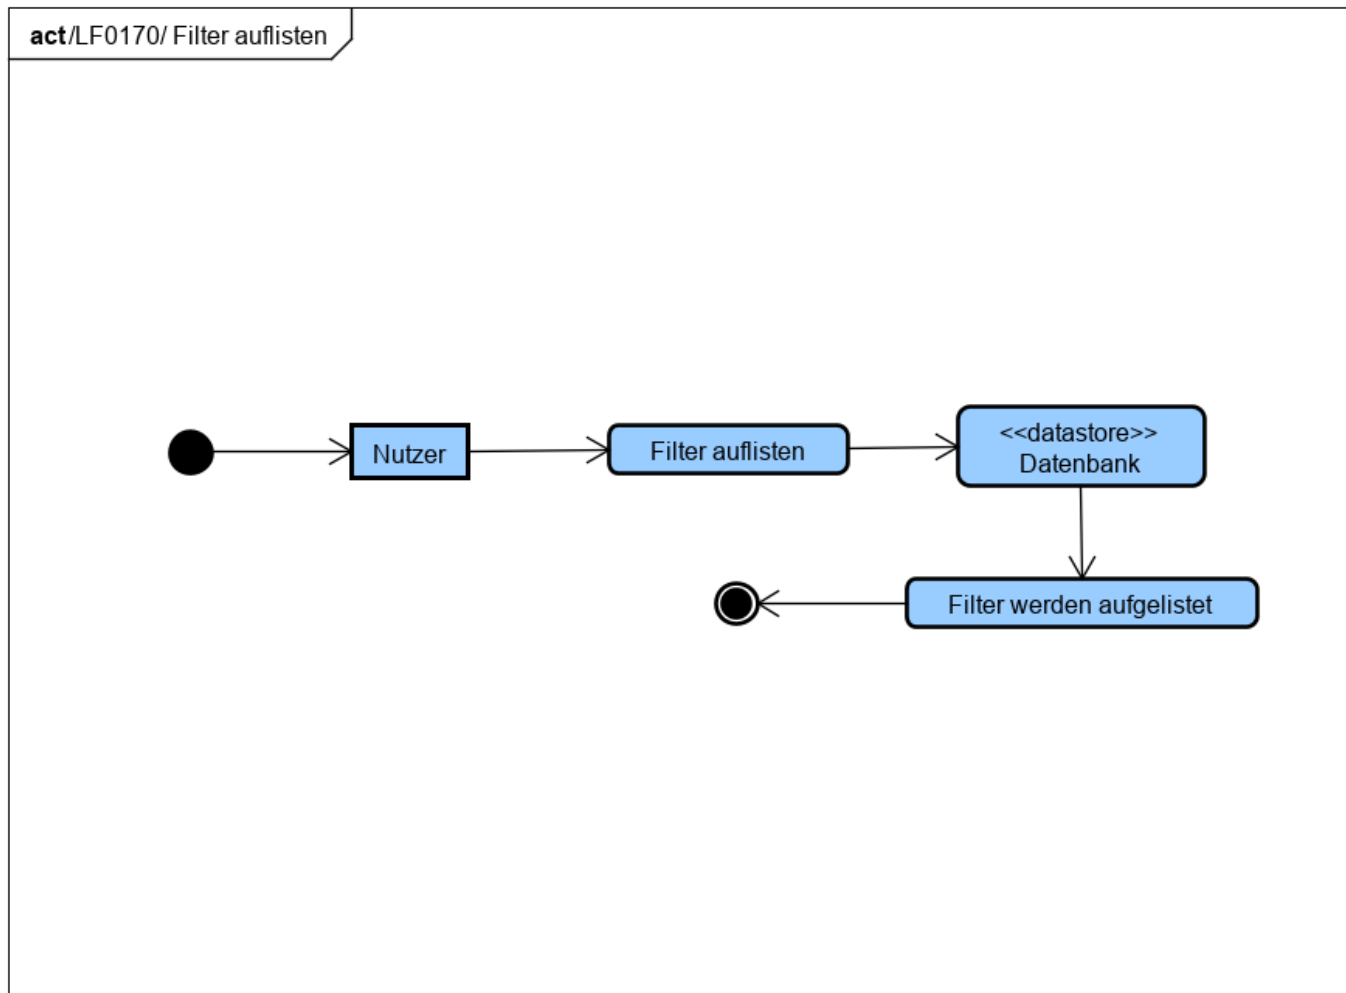 act/LF0170/ Filter auflisten
Nutzer
Filter auflisten
<<datastore>>
Datenbank
Filter werden aufgelistet